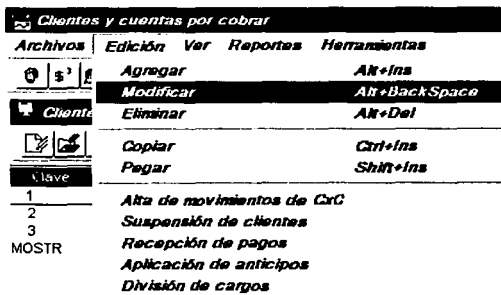 Clientes y cuentas por cobrar
Archivos Edición Ver Reportes Herramientas
Agregar Alt+Ins
Modificar Alt+BackSpace
Cliente
Eliminar Alt+Del
Copiar Ctrl+Ins
Pegar Shift+Ins
Clave
1
Alta de movimientos de CxC
2
Suspensión de clientes
3
Recepción de pagos
MOSTR
Aplicación de anticipos
División de cargos